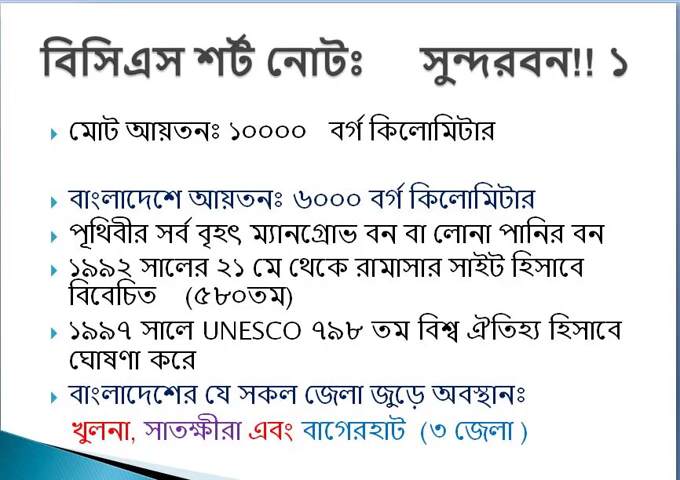 বিসিএস শর্ট নোটঃ সুন্দরবন!! ১
মোট আয়তনঃ ১০০০০ বর্গ কিলোমিটার
বাংলাদেশে আয়তনঃ ৬০০০ বর্গ কিলোমিটার
পৃথিবীর সর্ব বৃহৎ ম্যানগ্রোভ বন বা লোনা পানির বন
১৯৯২ সালের ২১ মে থেকে রামাসার সাইট হিসাবে
বিবেচিত (৫৮০তম)
১৯৯৭ সালে UNESCO ৭৯৮ তম বিশ্ব ঐতিহ্য হিসাবে
ঘোষণা করে
বাংলাদেশের যে সকল জেলা জুড়ে অবস্থানঃ
খুলনা, সাতক্ষীরা এবং বাগেরহাট (৩ জেলা )